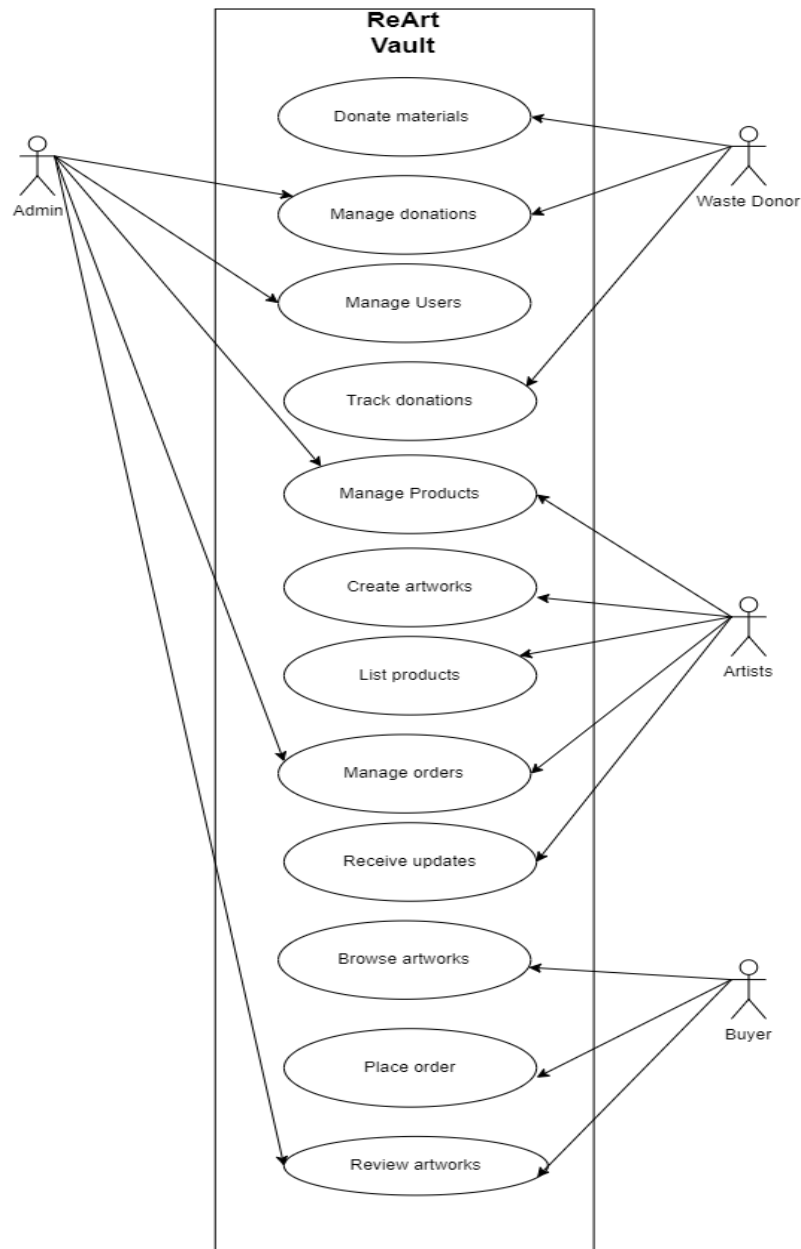 ReArt
Vault
Donate materials
Admin
Waste Donor
Manage donations
Manage Users
Track donations
Manage Products
Create artworks
Artists
List products
Manage orders
Receive updates
Browse artworks
Buyer
Place order
Review artworks